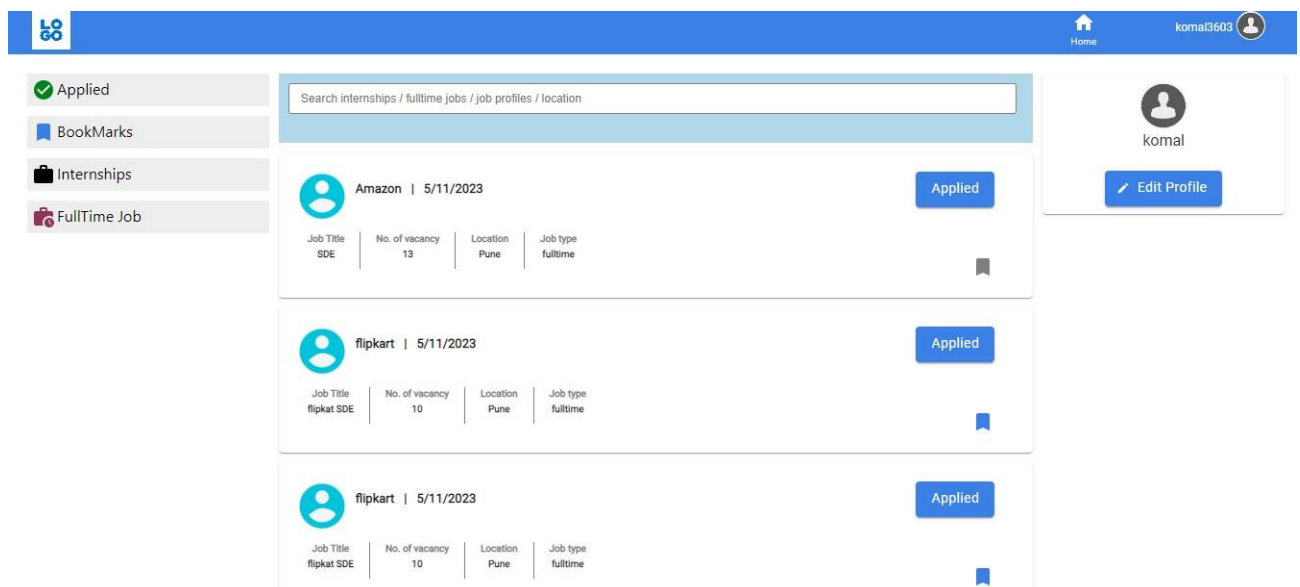 LO
GO
Home
komal3603
Applied
BookMarks
Internships
FullTime Job
Search internships / fulltime jobs / job profiles / location
Amazon | 5/11/2023
Applied
Job Title No. of vacancy Location Job type
SDE 13 Pune fulltime
flipkart | 5/11/2023
Applied
Job Title No. of vacancy Location Job type
flipkat SDE 10 Pune fulltime
flipkart | 5/11/2023
Applied
Job Title No. of vacancy Location Job type
flipkat SDE 10 Pune fulltime
komal
Edit Profile